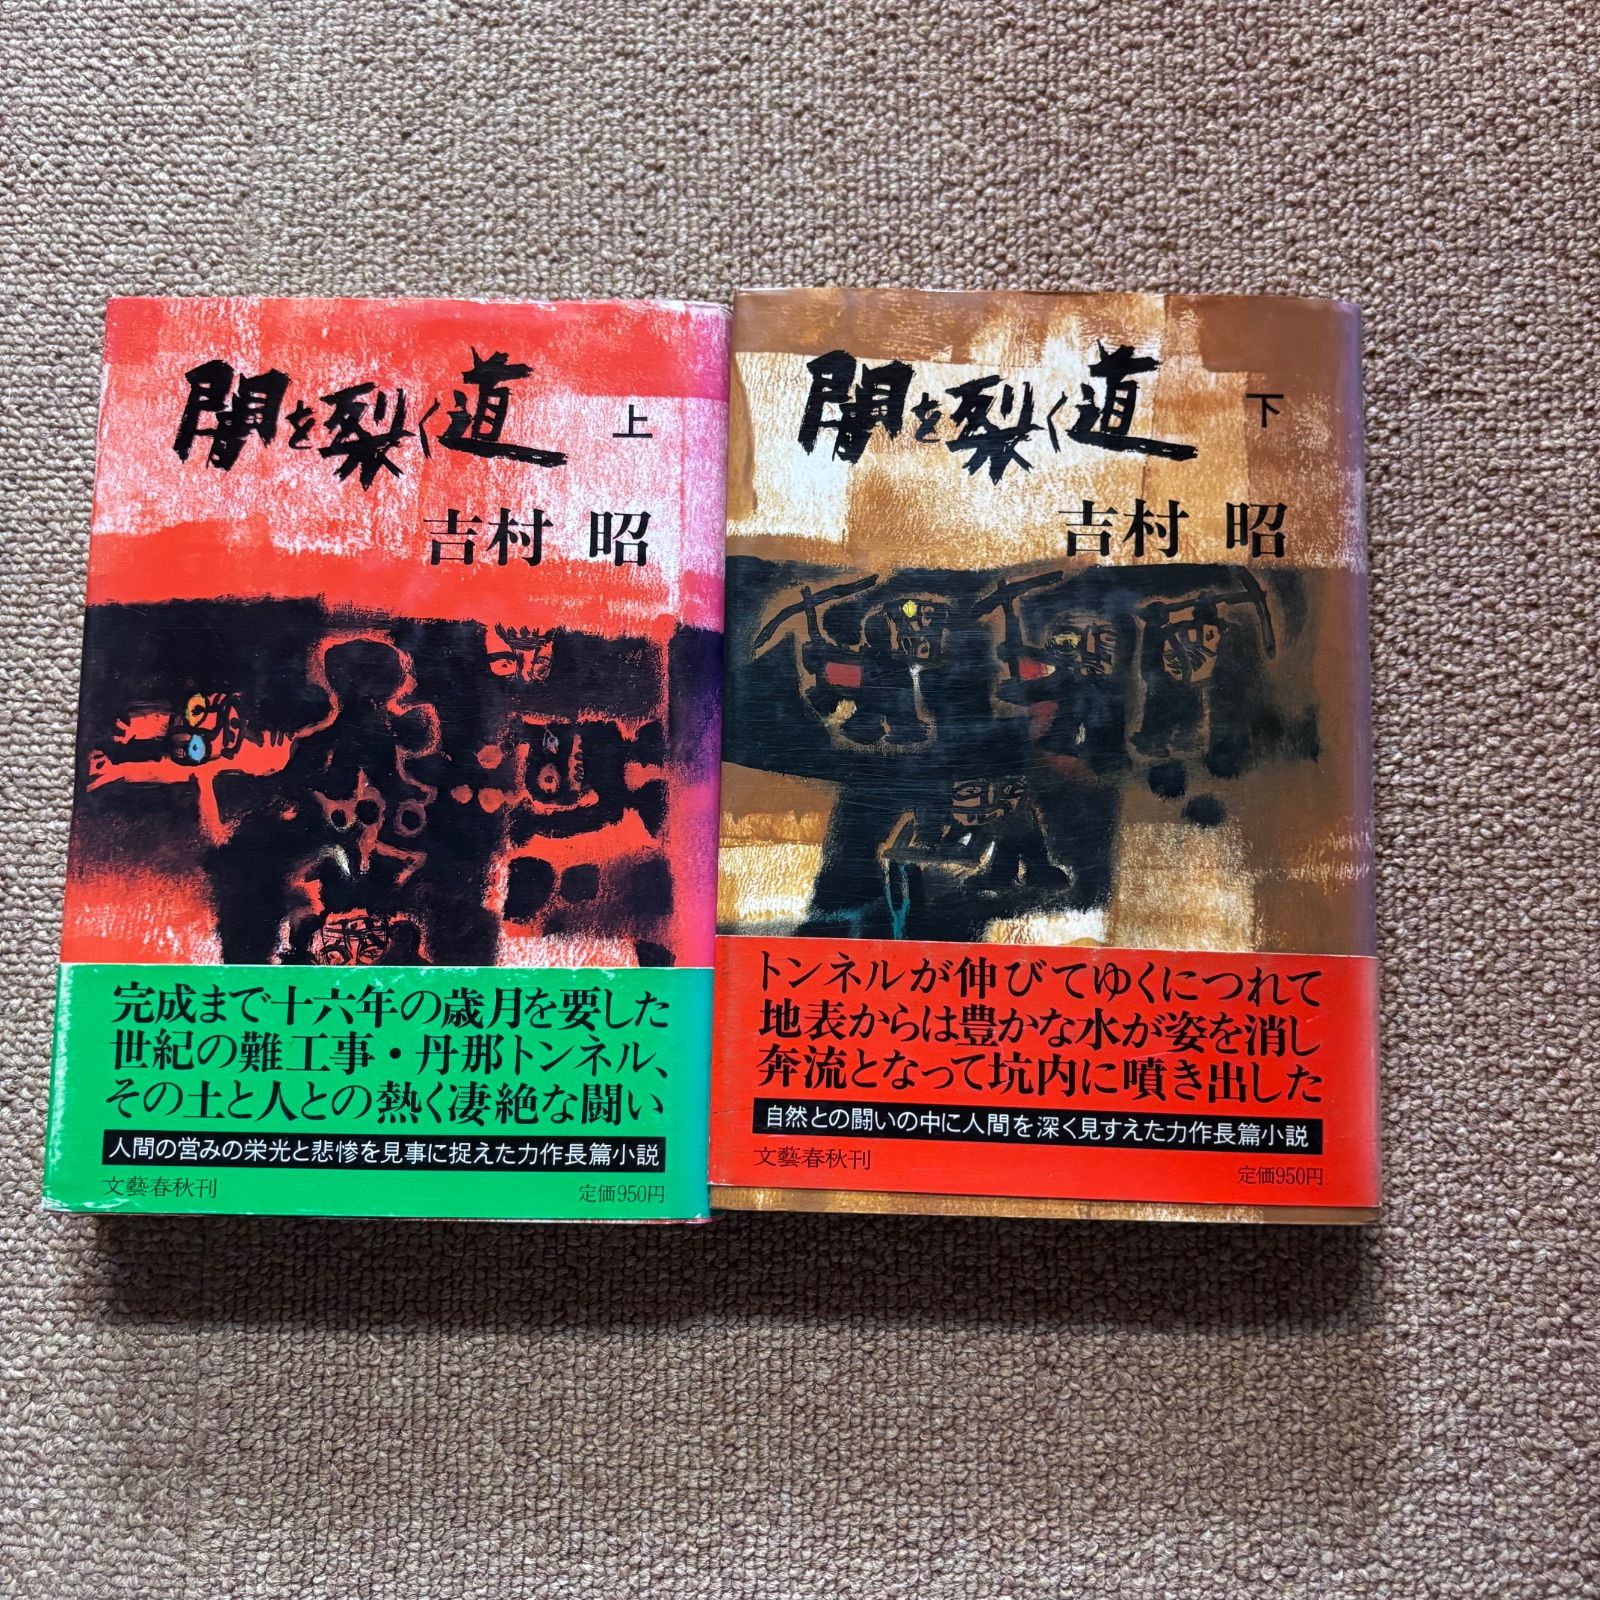 闇を裂く道 上
吉村 昭
完成まで十六年の歳月を要した
世紀の難工事・丹那トンネル、
その土と人との熱く凄絶な闘い
人間の営みの栄光と悲惨を見事に捉えた力作長篇小説
文藝春秋刊 定価950円
闇を裂く道 下
吉村 昭
トンネルが伸びてゆくにつれて
地表からは豊かな水が姿を消し
奔流となって坑内に噴き出した
自然との闘いの中に人間を深く見すえた力作長篇小説
文藝春秋刊 定価950円